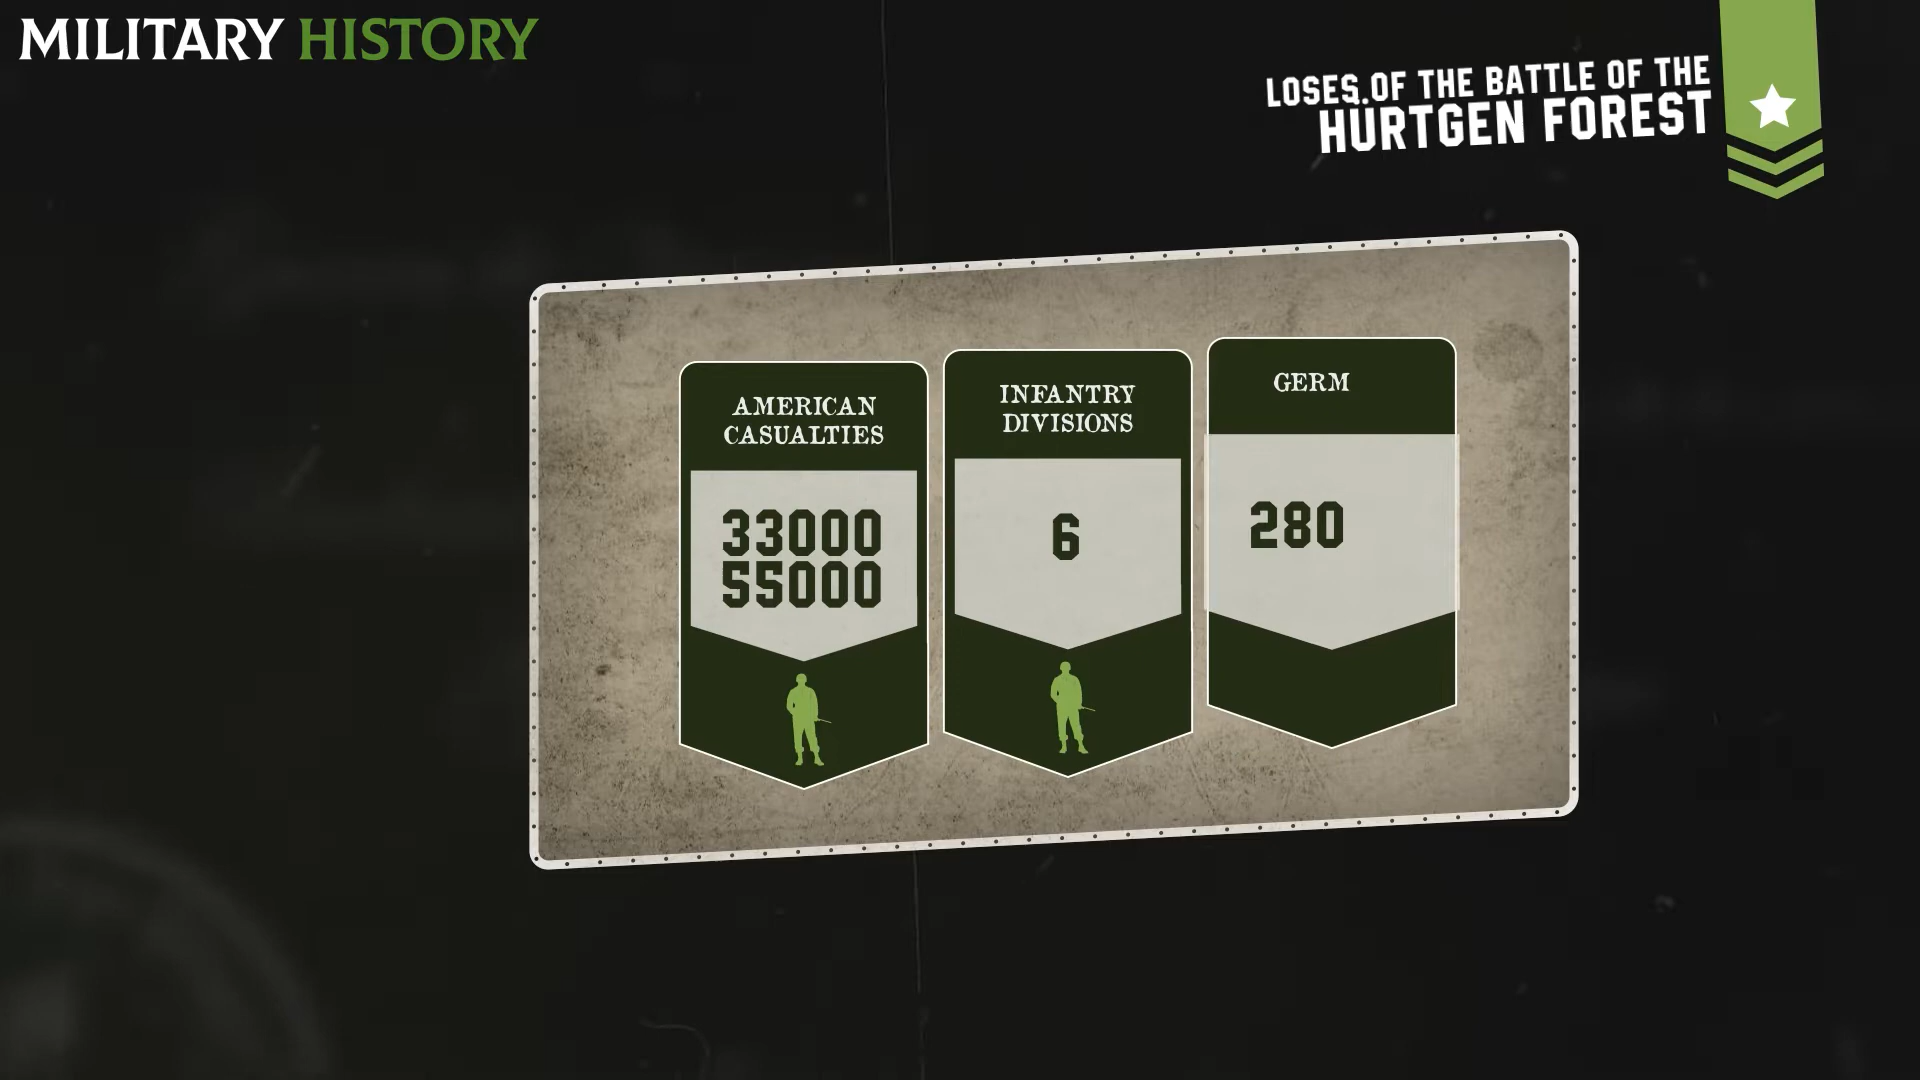 MILITARY HISTORY
LOSES.OF THE BATTLE OF THE
HURTGEN FOREST
AMERICAN
CASUALTIES
33000
55000
INFANTRY
DIVISIONS
6
GERM
280